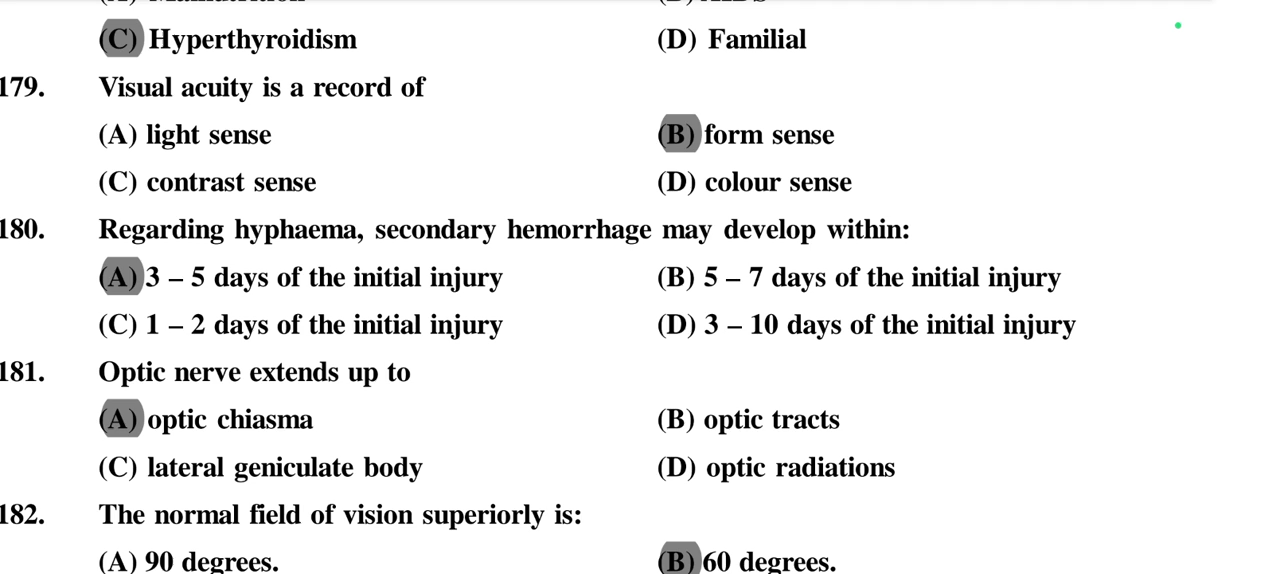 (C) Hyperthyroidism (D) Familial
179. Visual acuity is a record of
(A) light sense (B) form sense
(C) contrast sense (D) colour sense
180. Regarding hyphaema, secondary hemorrhage may develop within:
(A) 3 – 5 days of the initial injury (B) 5 – 7 days of the initial injury
(C) 1 – 2 days of the initial injury (D) 3 – 10 days of the initial injury
181. Optic nerve extends up to
(A) optic chiasma (B) optic tracts
(C) lateral geniculate body (D) optic radiations
182. The normal field of vision superiorly is:
(A) 90 degrees. (B) 60 degrees.